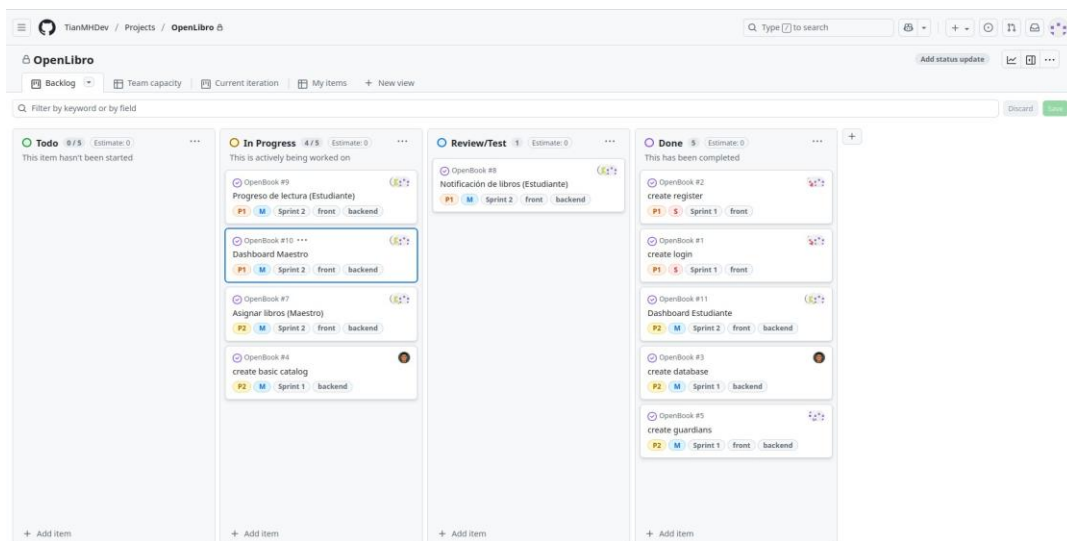 TianMHDev / Projects / OpenLibro
Type / to search
OpenLibro
Add status update
Backlog
Team capacity
Current iteration
My items
+ New view
Filter by keyword or by field
Discard
Save
Todo 0 / 5 Estimate: 0
This item hasn't been started
+ Add item
In Progress 4 / 5 Estimate: 0
This is actively being worked on
OpenBook #9
Progreso de lectura (Estudiante)
P1 M Sprint 2 front backend
OpenBook #10
Dashboard Maestro
P1 M Sprint 2 front backend
OpenBook #7
Asignar libros (Maestro)
P2 M Sprint 2 front backend
OpenBook #4
create basic catalog
P2 M Sprint 1 backend
+ Add item
Review/Test 1 Estimate: 0
OpenBook #8
Notificación de libros (Estudiante)
P1 M Sprint 2 front backend
+ Add item
Done 5 Estimate: 0
This has been completed
OpenBook #2
create register
P1 S Sprint 1 front
OpenBook #1
create login
P1 S Sprint 1 front
OpenBook #11
Dashboard Estudiante
P2 M Sprint 2 front backend
OpenBook #3
create database
P2 M Sprint 1 backend
OpenBook #5
create guardians
P2 M Sprint 1 front backend
+ Add item